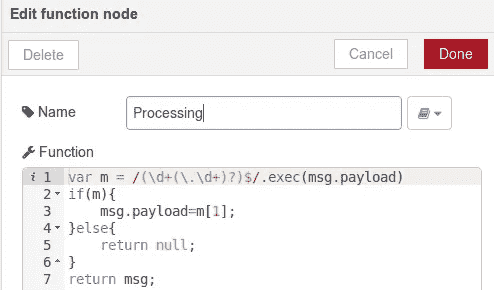 Edit function node
Delete
Cancel
Done
Name
Processing
Function
i 1 var m = /(\d+(\.\d+)?)$/.exec(msg.payload)
2 if(m){
3 msg.payload=m[1];
4 }else{
5 return null;
6 }
7 return msg;